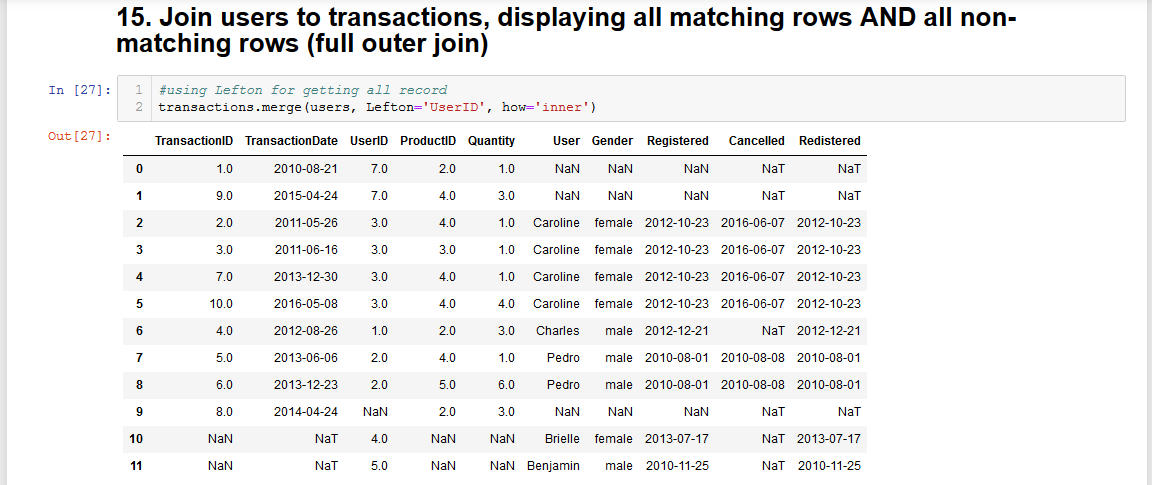 15. Join users to transactions, displaying all matching rows AND all non-
matching rows (full outer join)
In [27]: 1 #using Lefton for getting all record
2 transactions.merge(users, Lefton='UserID', how='inner')
Out[27]:
TransactionID TransactionDate UserID ProductID Quantity User Gender Registered Cancelled Redistered
0 1.0 2010-08-21 7.0 2.0 1.0 NaN NaN NaN NaT NaT
1 9.0 2015-04-24 7.0 4.0 3.0 NaN NaN NaN NaT NaT
2 2.0 2011-05-26 3.0 4.0 1.0 Caroline female 2012-10-23 2016-06-07 2012-10-23
3 3.0 2011-06-16 3.0 3.0 1.0 Caroline female 2012-10-23 2016-06-07 2012-10-23
4 7.0 2013-12-30 3.0 4.0 1.0 Caroline female 2012-10-23 2016-06-07 2012-10-23
5 10.0 2016-05-08 3.0 4.0 4.0 Caroline female 2012-10-23 2016-06-07 2012-10-23
6 4.0 2012-08-26 1.0 2.0 3.0 Charles male 2012-12-21 NaT 2012-12-21
7 5.0 2013-06-06 2.0 4.0 1.0 Pedro male 2010-08-01 2010-08-08 2010-08-01
8 6.0 2013-12-23 2.0 5.0 6.0 Pedro male 2010-08-01 2010-08-08 2010-08-01
9 8.0 2014-04-24 NaN 2.0 3.0 NaN NaN NaN NaT NaT
10 NaN NaT 4.0 NaN NaN Brielle female 2013-07-17 NaT 2013-07-17
11 NaN NaT 5.0 NaN NaN Benjamin male 2010-11-25 NaT 2010-11-25